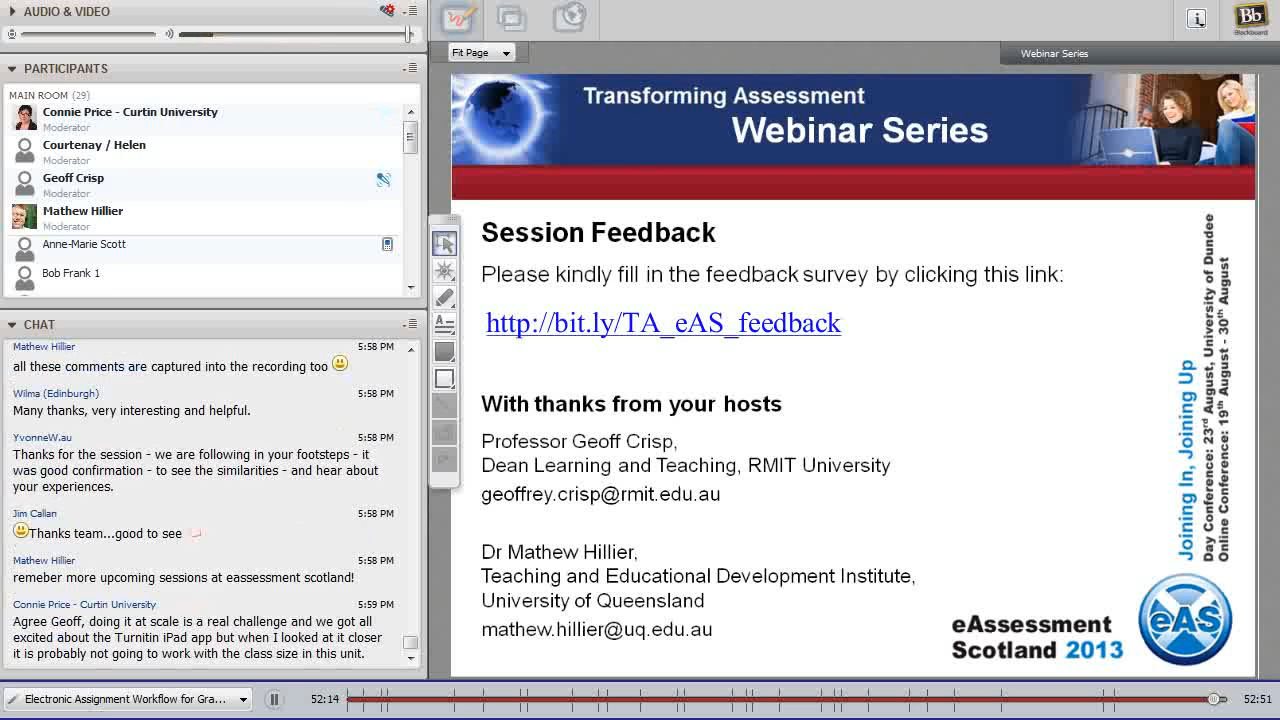 AUDIO & VIDEO
PARTICIPANTS
MAIN ROOM (29)
Connie Price - Curtin University
Moderator
Courtenay / Helen
Moderator
Geoff Crisp
Moderator
Mathew Hillier
Moderator
Anne-Marie Scott
Bob Frank 1
CHAT
Mathew Hillier 5:58 PM
all these comments are captured into the recording too
Wilma (Edinburgh) 5:58 PM
Many thanks, very interesting and helpful.
YvonneW.au 5:58 PM
Thanks for the session - we are following in your footsteps - it
was good confirmation - to see the similarities - and hear about
your experiences.
Jim Callan 5:58 PM
Thanks team...good to see
Mathew Hillier 5:58 PM
rereber more upcoming sessions at eassessment scotland!
Connie Price - Curtin University 5:59 PM
Agree Geoff, doing it at scale is a real challenge and we got all
excited about the Turnitin iPad app but when I looked at it closer
it is probably not going to work with the class size in this unit.
Electronic Assignment Workflow for Gra...
52:14
52:51
Fit Page
Webinar Series
Bb
Blackboard
Transforming Assessment
Webinar Series
Session Feedback
Please kindly fill in the feedback survey by clicking this link:
http://bit.ly/TA_eAS_feedback
With thanks from your hosts
Professor Geoff Crisp,
Dean Learning and Teaching, RMIT University
geoffrey.crisp@rmit.edu.au
Dr Mathew Hillier,
Teaching and Educational Development Institute,
University of Queensland
mathew.hillier@uq.edu.au
Joining In, Joining Up
Day Conference: 23rd August, University of Dundee
Online Conference: 19th August - 30th August
eAssessment
Scotland 2013
eAS